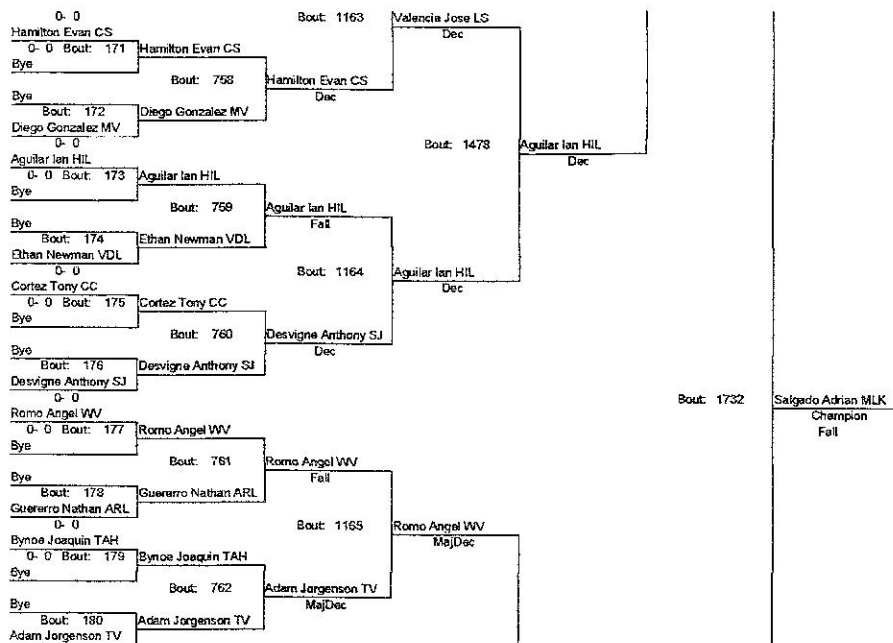 0- 0
Bout: 1163
Valencia Jose LS
Dec
Hamilton Evan CS
0- 0 Bout: 171
Hamilton Evan CS
Bye
Bout: 758
Hamilton Evan CS
Dec
Bye
Bout: 172
Diego Gonzalez MV
Diego Gonzalez MV
0- 0
Bout: 1478
Aguilar Ian HIL
Dec
Aguilar Ian HIL
0- 0 Bout: 173
Aguilar Ian HIL
Bye
Bout: 759
Aguilar Ian HIL
Fall
Bye
Bout: 174
Ethan Newman VDL
Ethan Newman VDL
0- 0
Bout: 1164
Aguilar Ian HIL
Dec
Cortez Tony CC
0- 0 Bout: 175
Cortez Tony CC
Bye
Bout: 760
Desvigne Anthony SJ
Dec
Bye
Bout: 176
Desvigne Anthony SJ
Desvigne Anthony SJ
0- 0
Bout: 1732
Salgado Adrian MLK
Champion
Fall
Romo Angel WV
0- 0 Bout: 177
Romo Angel WV
Bye
Bout: 761
Romo Angel WV
Fall
Bye
Bout: 178
Guererro Nathan ARL
Guererro Nathan ARL
0- 0
Bout: 1165
Romo Angel WV
MajDec
Bynoe Joaquin TAH
0- 0 Bout: 179
Bynoe Joaquin TAH
Bye
Bout: 762
Adam Jorgenson TV
MajDec
Bye
Bout: 180
Adam Jorgenson TV
Adam Jorgenson TV